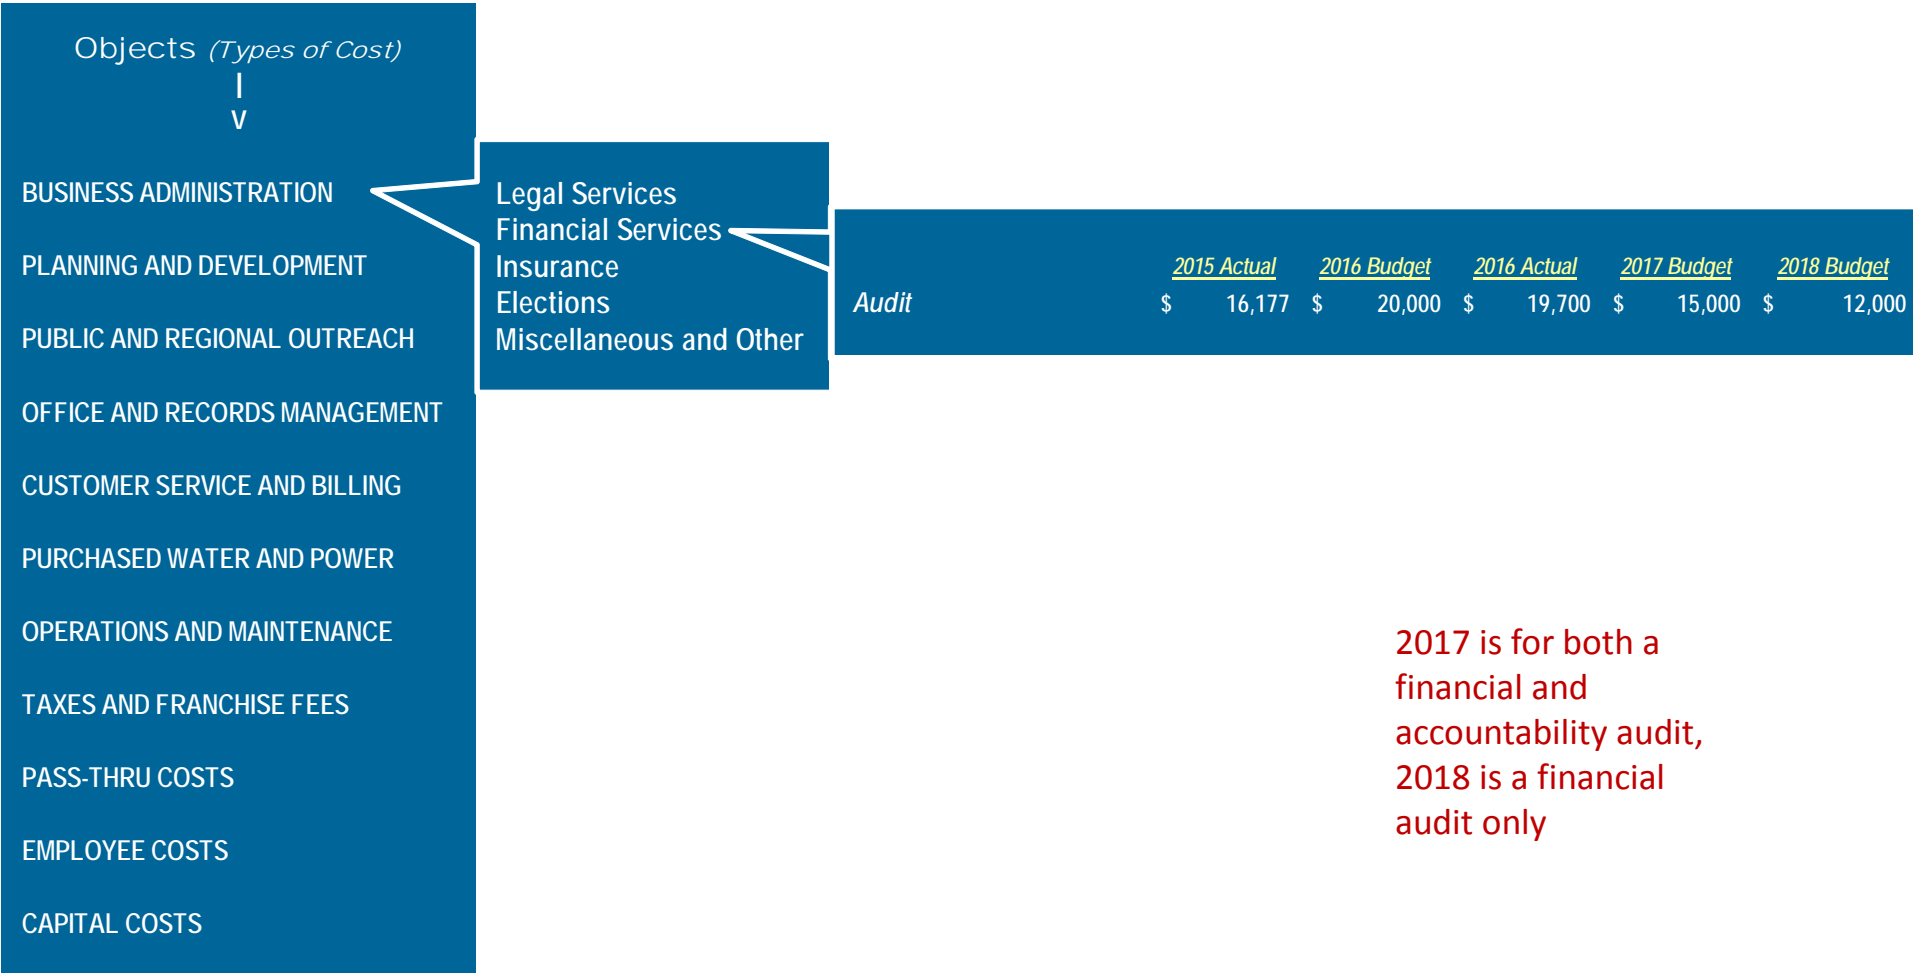 Objects (Types of Cost)
|
V
BUSINESS ADMINISTRATION
PLANNING AND DEVELOPMENT
PUBLIC AND REGIONAL OUTREACH
OFFICE AND RECORDS MANAGEMENT
CUSTOMER SERVICE AND BILLING
PURCHASED WATER AND POWER
OPERATIONS AND MAINTENANCE
TAXES AND FRANCHISE FEES
PASS-THRU COSTS
EMPLOYEE COSTS
CAPITAL COSTS
Legal Services
Financial Services
Insurance
Elections
Miscellaneous and Other
2015 Actual 2016 Budget 2016 Actual 2017 Budget 2018 Budget
Audit $ 16,177 $ 20,000 $ 19,700 $ 15,000 $ 12,000
2017 is for both a
financial and
accountability audit,
2018 is a financial
audit only